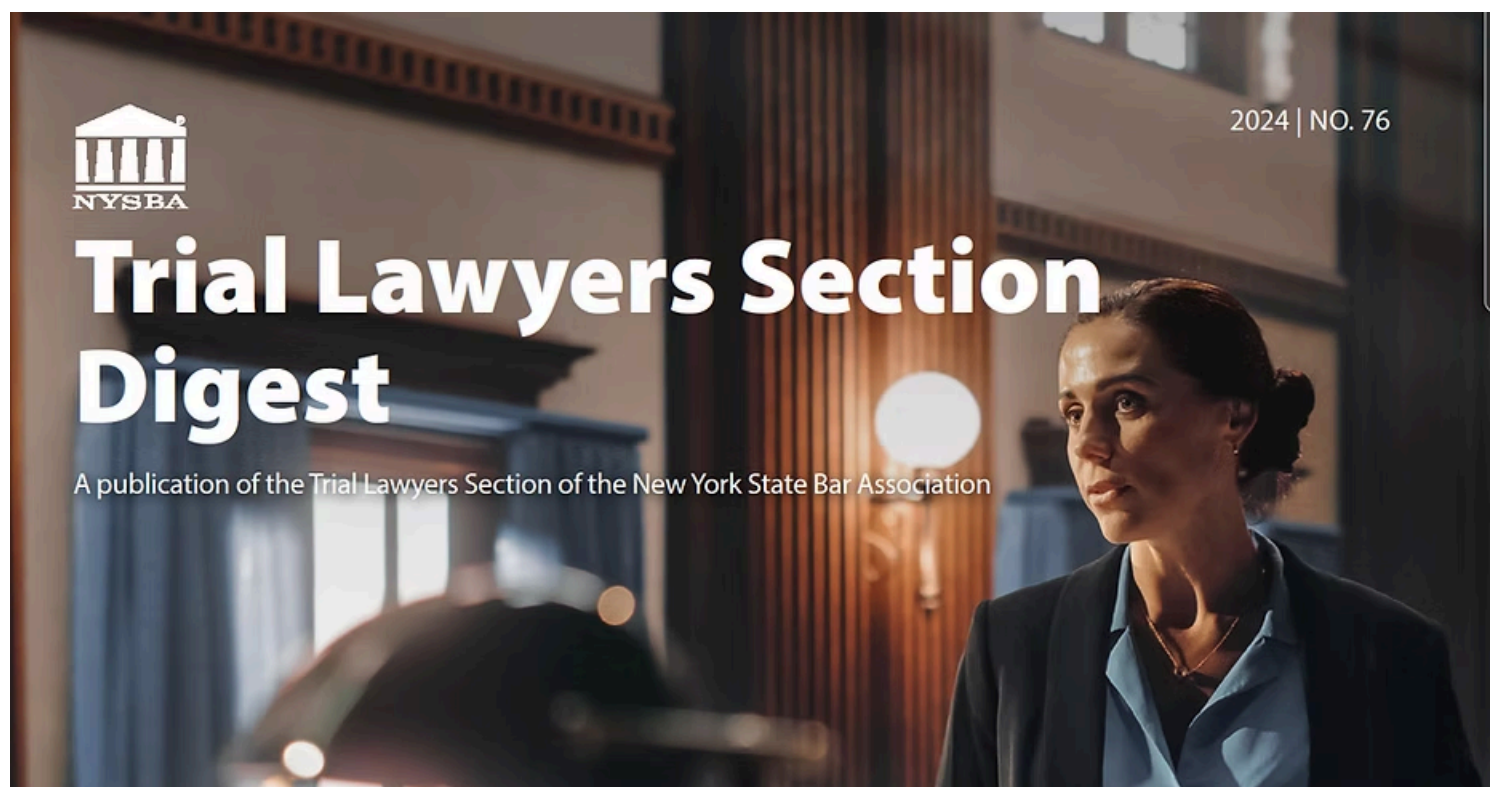 NYSBA
2024 | NO. 76
Trial Lawyers Section
Digest
A publication of the Trial Lawyers Section of the New York State Bar Association